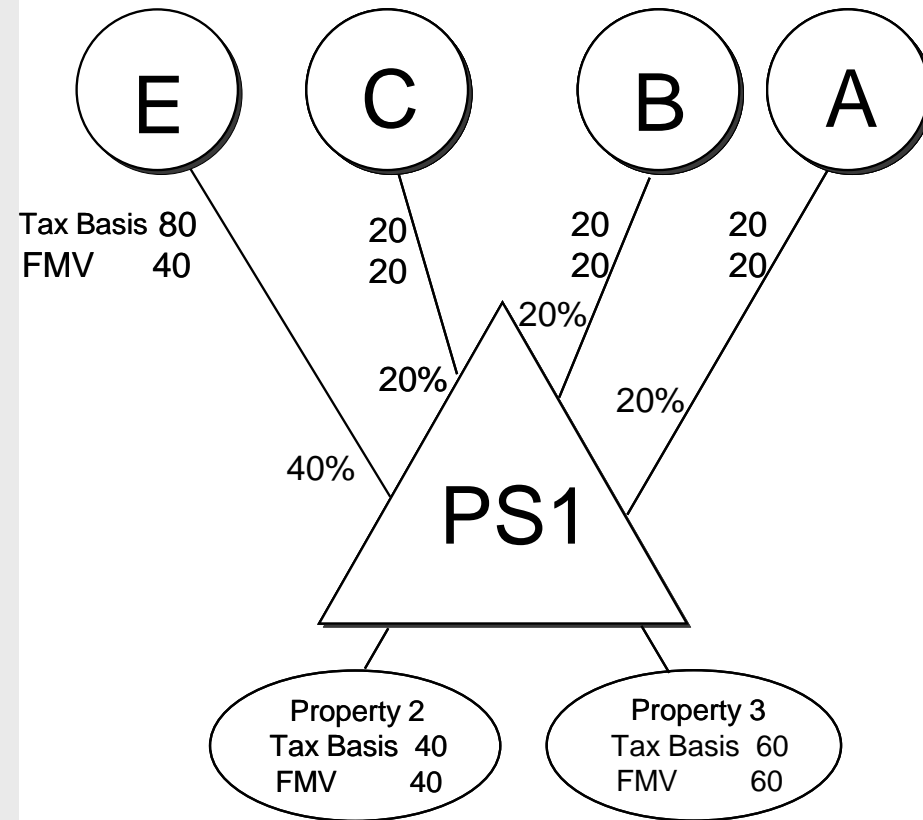 E C B A
Tax Basis 80 20 20 20
FMV 40 20 20 20
20%
20%
20%
40%
PS1
Property 2
Tax Basis 40
FMV 40
Property 3
Tax Basis 60
FMV 60